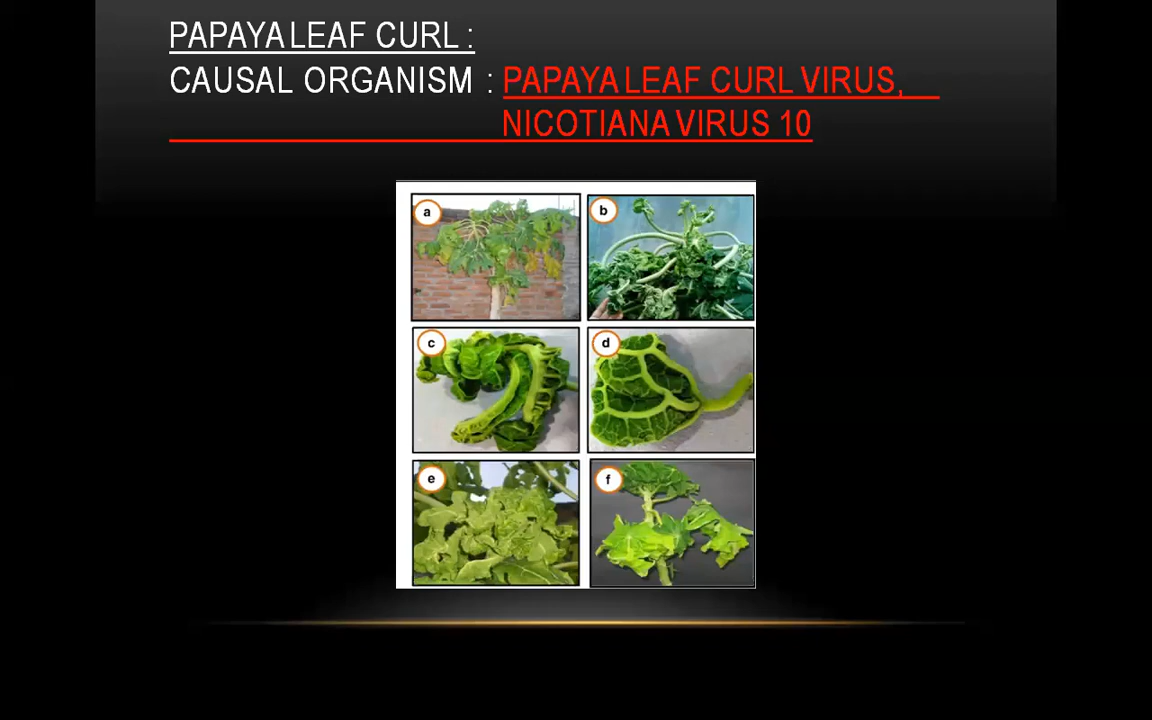 PAPAYA LEAF CURL :
CAUSAL ORGANISM : PAPAYA LEAF CURL VIRUS,
NICOTIANA VIRUS 10
a
b
c
d
e
f